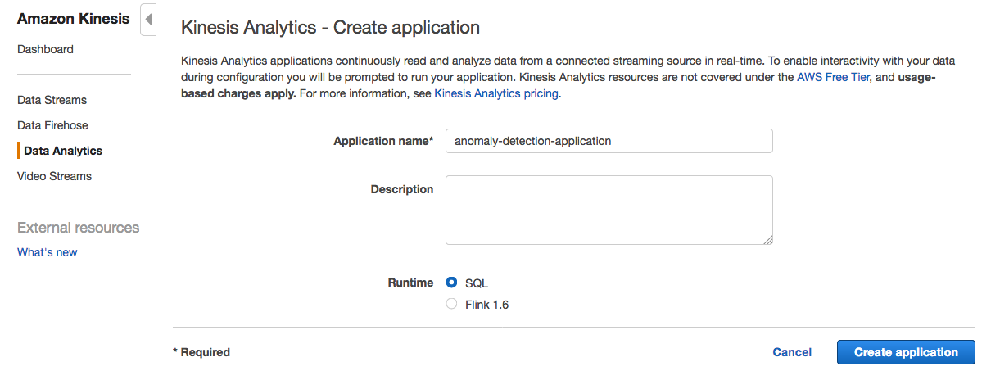 Amazon Kinesis
Dashboard
Data Streams
Data Firehose
Data Analytics
Video Streams
External resources
What's new
Kinesis Analytics - Create application
Kinesis Analytics applications continuously read and analyze data from a connected streaming source in real-time. To enable interactivity with your data
during configuration you will be prompted to run your application. Kinesis Analytics resources are not covered under the AWS Free Tier, and usage-
based charges apply. For more information, see Kinesis Analytics pricing.
Application name* anomaly-detection-application
Description
Runtime SQL
Flink 1.6
* Required Cancel Create application